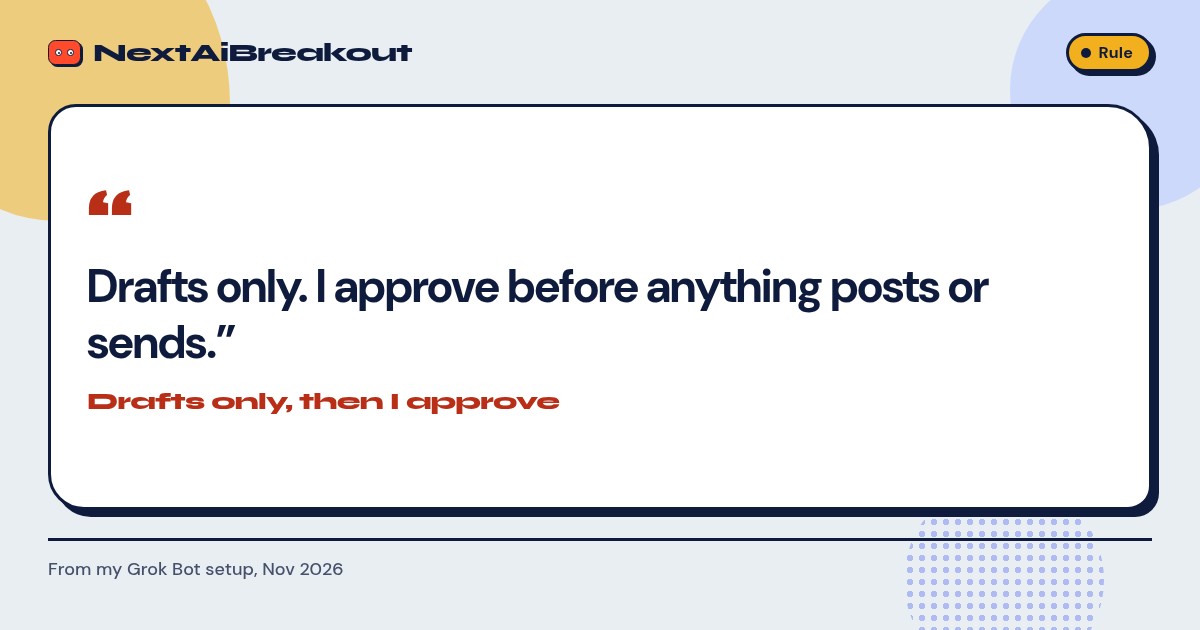 NextAiBreakout
Rule
“
Drafts only. I approve before anything posts or
sends.”
Drafts only, then I approve
From my Grok Bot setup, Nov 2026